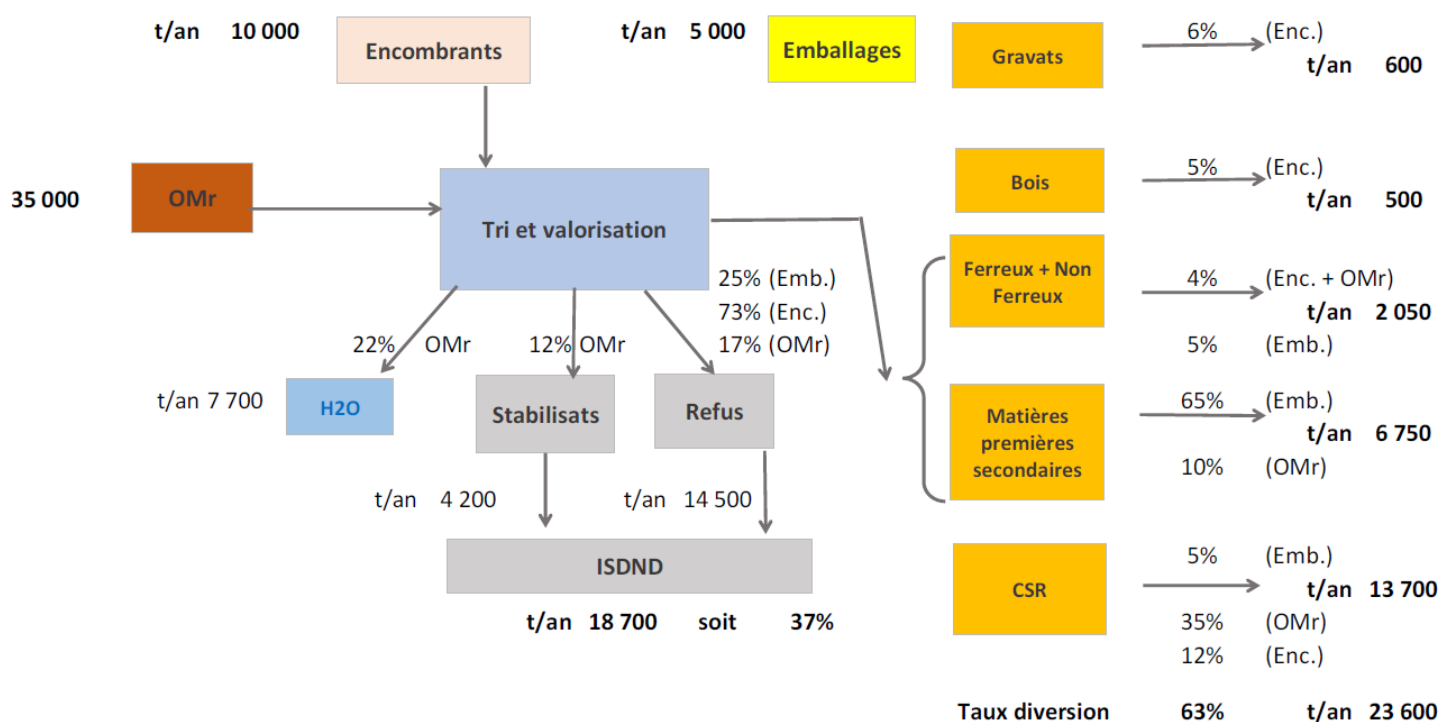 t/an 10 000
Encombrants
t/an 5 000
Emballages
Gravats
6% (Enc.)
t/an 600
35 000
OMr
Tri et valorisation
Bois
5% (Enc.)
t/an 500
25% (Emb.)
73% (Enc.)
17% (OMr)
Ferreux + Non
Ferreux
4% (Enc. + OMr)
t/an 2 050
5% (Emb.)
22% OMr
12% OMr
t/an 7 700
H2O
Stabilisats
Refus
Matières
premières
secondaires
65% (Emb.)
t/an 6 750
10% (OMr)
t/an 4 200
t/an 14 500
ISDND
t/an 18 700 soit 37%
CSR
5% (Emb.)
t/an 13 700
35% (OMr)
12% (Enc.)
Taux diversion 63% t/an 23 600